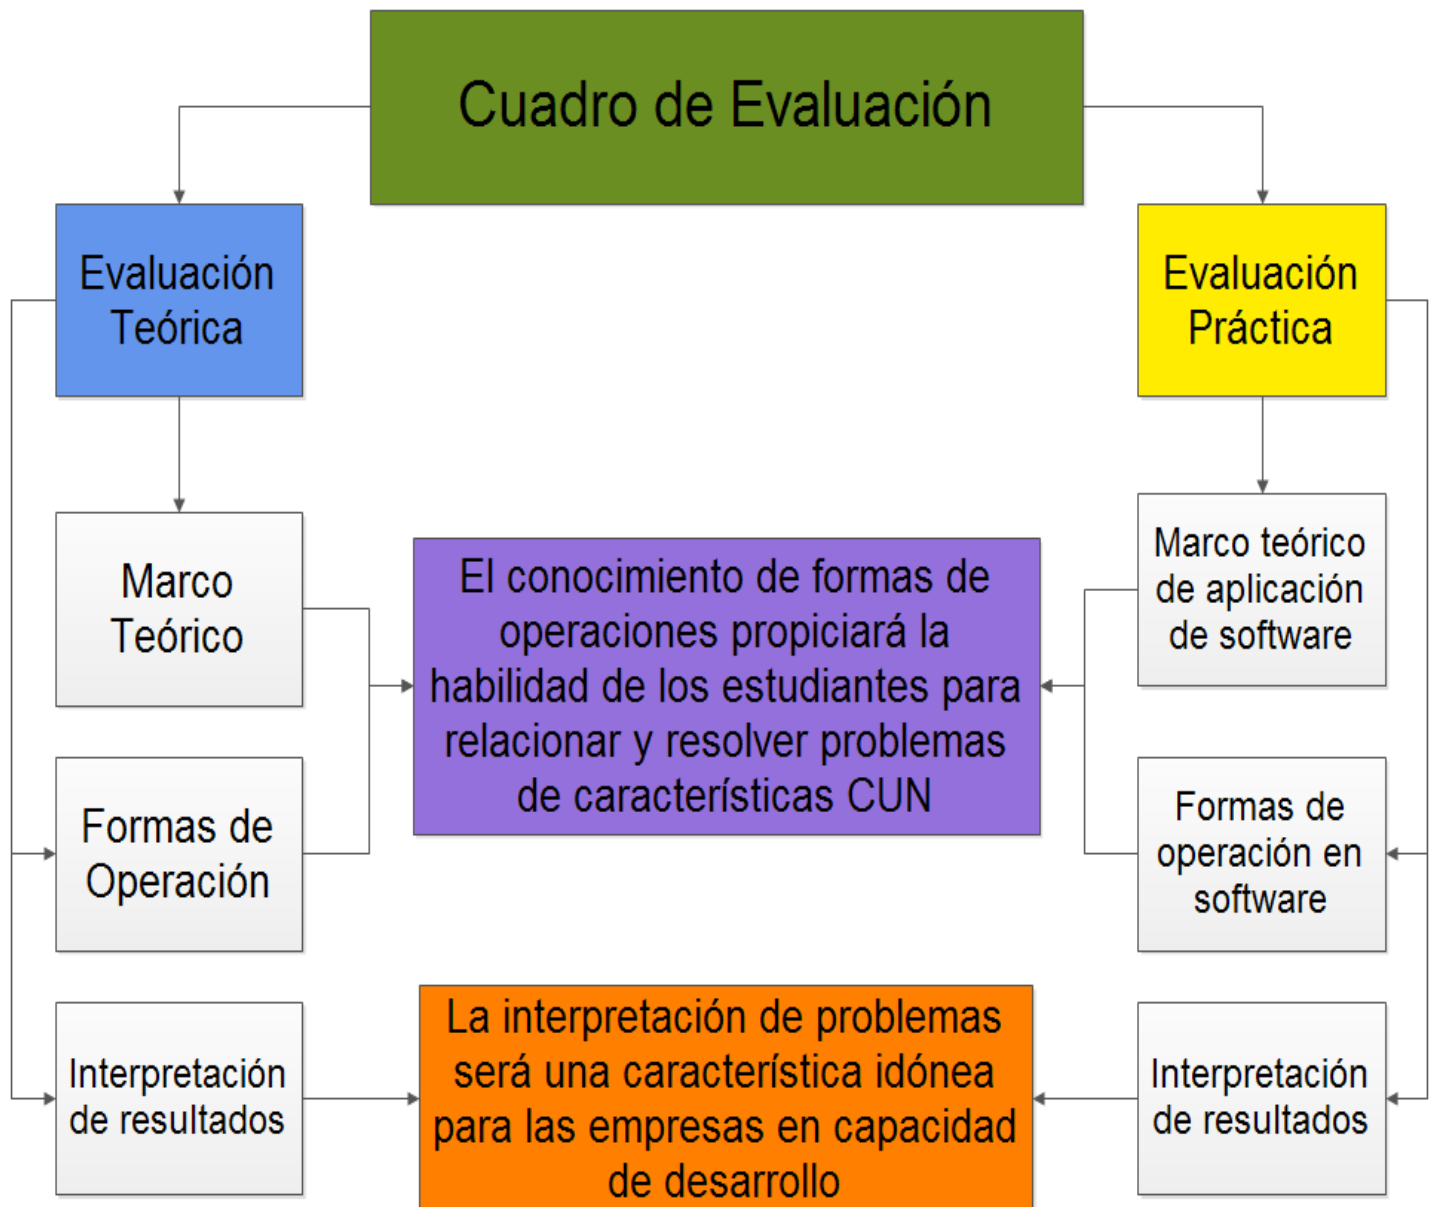 Cuadro de Evaluación
Evaluación
Teórica
Evaluación
Práctica
Marco
Teórico
El conocimiento de formas de
operaciones propiciará la
habilidad de los estudiantes para
relacionar y resolver problemas
de características CUN
Marco teórico
de aplicación
de software
Formas de
Operación
Formas de
operación en
software
Interpretación
de resultados
La interpretación de problemas
será una característica idónea
para las empresas en capacidad
de desarrollo
Interpretación
de resultados